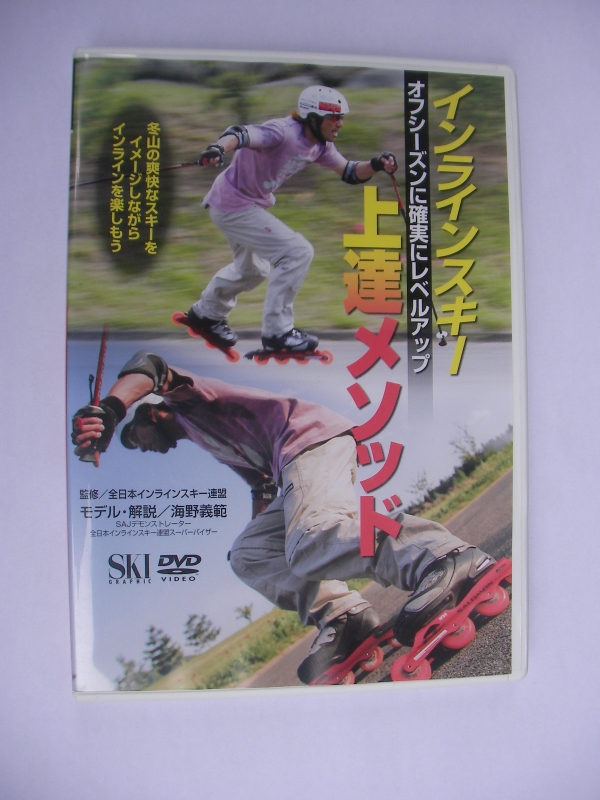 インラインスキー
オフシーズンに確実にレベルアップ
上達メソッド
冬山の爽快なスキーを
イメージしながら
インラインを楽しもう
監修／全日本インラインスキー連盟
モデル・解説／海野義範
SAJデモンストレーター
全日本インラインスキー連盟スーパーバイザー
SKI
GRAPHIC
DVD
VIDEO